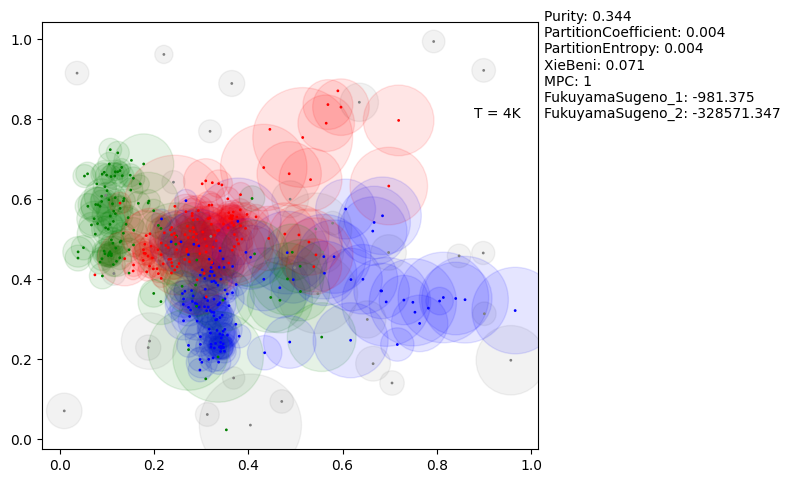 Purity: 0.344
PartitionCoefficient: 0.004
PartitionEntropy: 0.004
XieBeni: 0.071
MPC: 1
FukuyamaSugeno_1: -981.375
FukuyamaSugeno_2: -328571.347
T = 4K
1.0
0.8
0.6
0.4
0.2
0.0
0.0 0.2 0.4 0.6 0.8 1.0